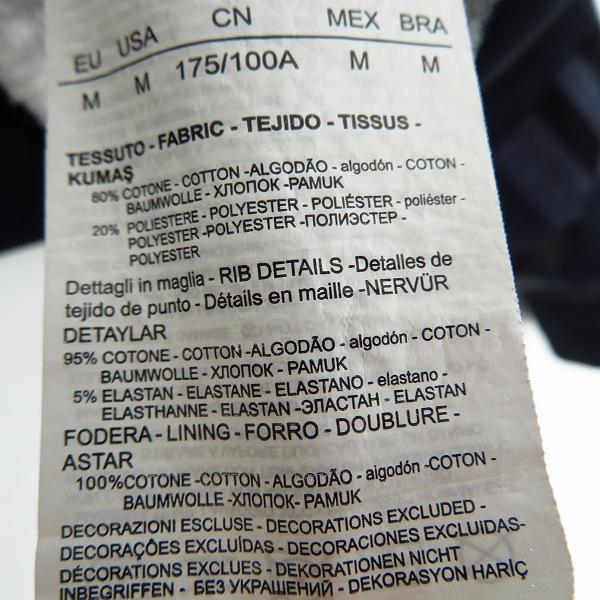 EU USA CN MEX BRA
M M 175/100A M M
TESSUTO - FABRIC - TEJIDO - TISSUS -
KUMAŞ
80% COTONE - COTTON -ALGODÃO - algodón - COTON -
BAUMWOLLE - ХЛОПОК -PAMUK
20% POLIESTERE - POLYESTER - POLIÉSTER - poliéster -
POLYESTER -POLYESTER -ПОЛИЭСТЕР -
POLYESTER
Dettagli in maglia - RIB DETAILS -Detalles de
tejido de punto - Détails en maille -NERVÜR
DETAYLAR
95% COTONE - COTTON -ALGODÃO - algodón - COTON -
BAUMWOLLE - ХЛОПОК - PAMUK
5% ELASTAN - ELASTANE - ELASTANO - elastano -
ELASTHANNE - ELASTAN -ЭЛАСТАН - ELASTAN
FODERA - LINING - FORRO - DOUBLURE -
ASTAR
100%COTONE -COTTON - ALGODÃO - algodón -COTON -
BAUMWOLLE -ХЛОПОК- PAMUK
DECORAZIONI ESCLUSE - DECORATIONS EXCLUDED -
DECORAÇÕES EXCLUÍDAS - DECORACIONES EXCLUIDAS-
DÉCORATIONS EXCLUES - DEKORATIONEN NICHT
INBEGRIFFEN - БЕЗ УКРАШЕНИЙ - DEKORASYON HARİÇ